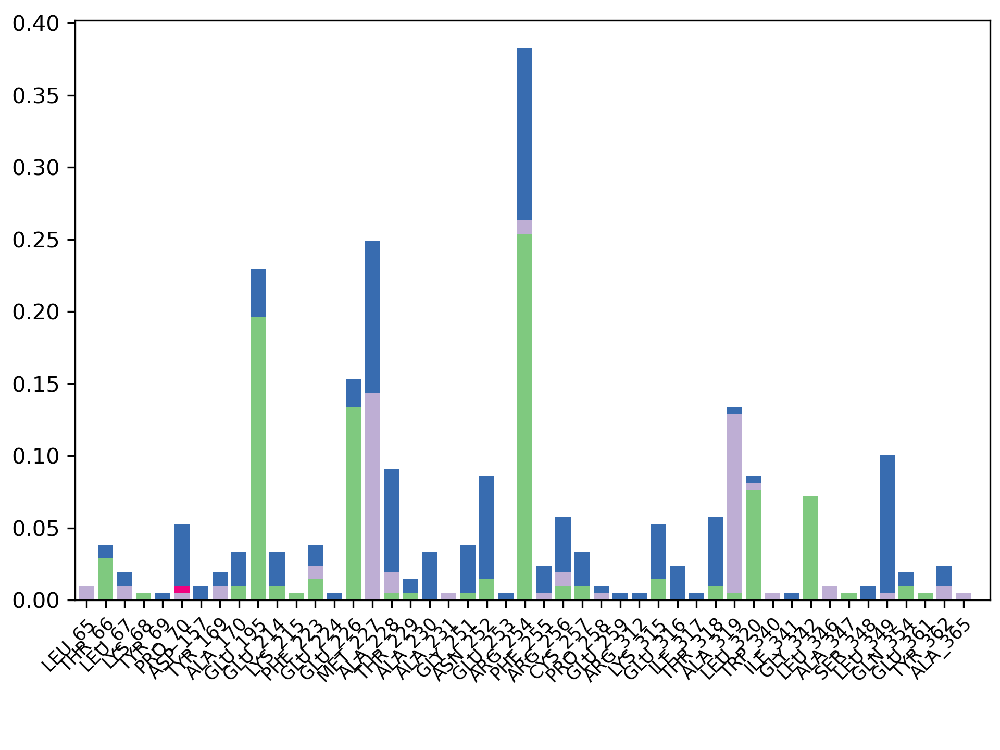 0.40
0.35
0.30
0.25
0.20
0.15
0.10
0.05
0.00
LEU_65
THR_66
LEU_67
LYS_68
TYR_69
PRO_70
ASP_157
TYR_169
ALA_170
GLU_195
GLU_214
LYS_215
PHE_223
GLU_224
GLU_226
MET_227
ALA_228
THR_229
ALA_230
ALA_231
GLY_251
ASN_252
GLU_253
ARG_254
PHE_255
ARG_256
CYS_257
PRO_258
GLU_259
ARG_312
LYS_315
GLU_316
ILE_317
THR_318
ALA_319
LEU_320
TRP_340
ILE_341
GLY_342
LEU_346
ALA_347
SER_348
LEU_349
GLN_354
GLU_361
TYR_362
ALA_365